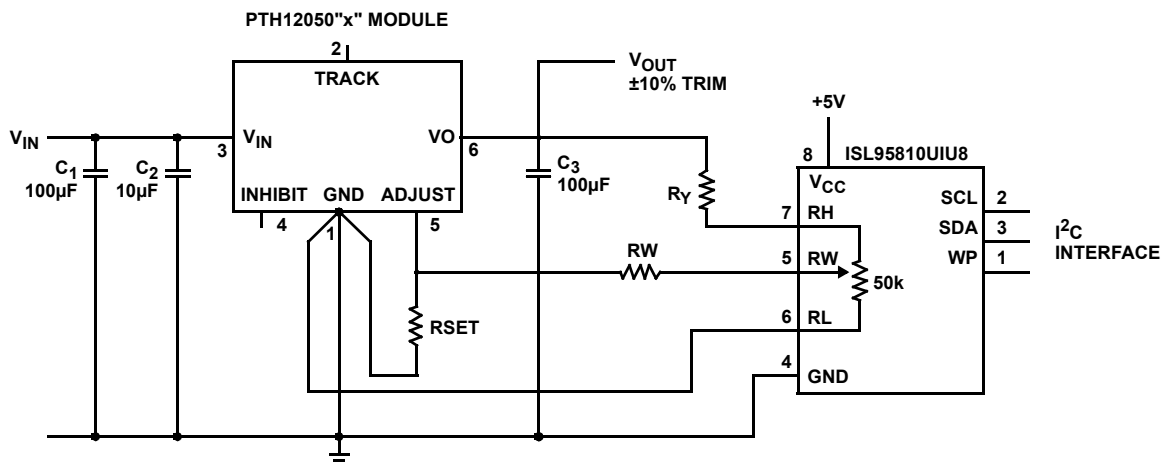 PTH12050"x" MODULE
2
TRACK
VOUT
±10% TRIM
+5V
VIN
3
VIN
VO
6
8
ISL95810UIU8
C1
100µF
C2
10µF
C3
100µF
VCC
INHIBIT
GND
ADJUST
4
1
5
RY
7
RH
SCL
2
SDA
3
I2C
INTERFACE
RW
5
RW
WP
1
50k
RSET
6
RL
4
GND